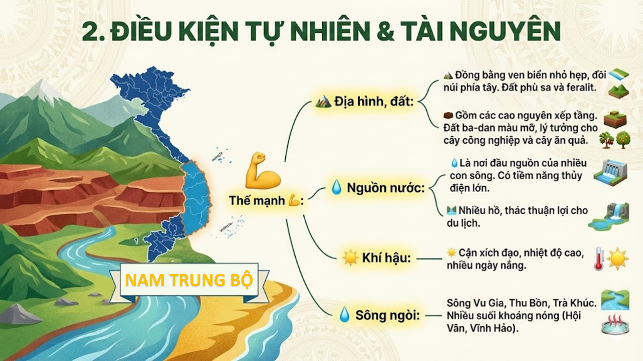 2. ĐIỀU KIỆN TỰ NHIÊN & TÀI NGUYÊN
NAM TRUNG BỘ
Thế mạnh 💪:
Địa hình, đất:
Đồng bằng ven biển nhỏ hẹp, đồi
núi phía tây. Đất phù sa và feralit.
Gồm các cao nguyên xếp tầng.
Đất ba-dan màu mỡ, lý tưởng cho
cây công nghiệp và cây ăn quả.
Nguồn nước:
Là nơi đầu nguồn của nhiều
con sông. Có tiềm năng thủy
điện lớn.
Nhiều hồ, thác thuận lợi cho
du lịch.
Khí hậu:
Cận xích đạo, nhiệt độ cao,
nhiều ngày nắng.
Sông ngòi:
Sông Vu Gia, Thu Bồn, Trà Khúc.
Nhiều suối khoáng nóng (Hội
Vân, Vĩnh Hảo).